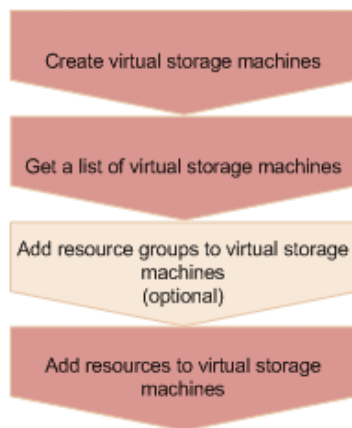 Create virtual storage machines
Get a list of virtual storage machines
Add resource groups to virtual storage
machines
(optional)
Add resources to virtual storage
machines